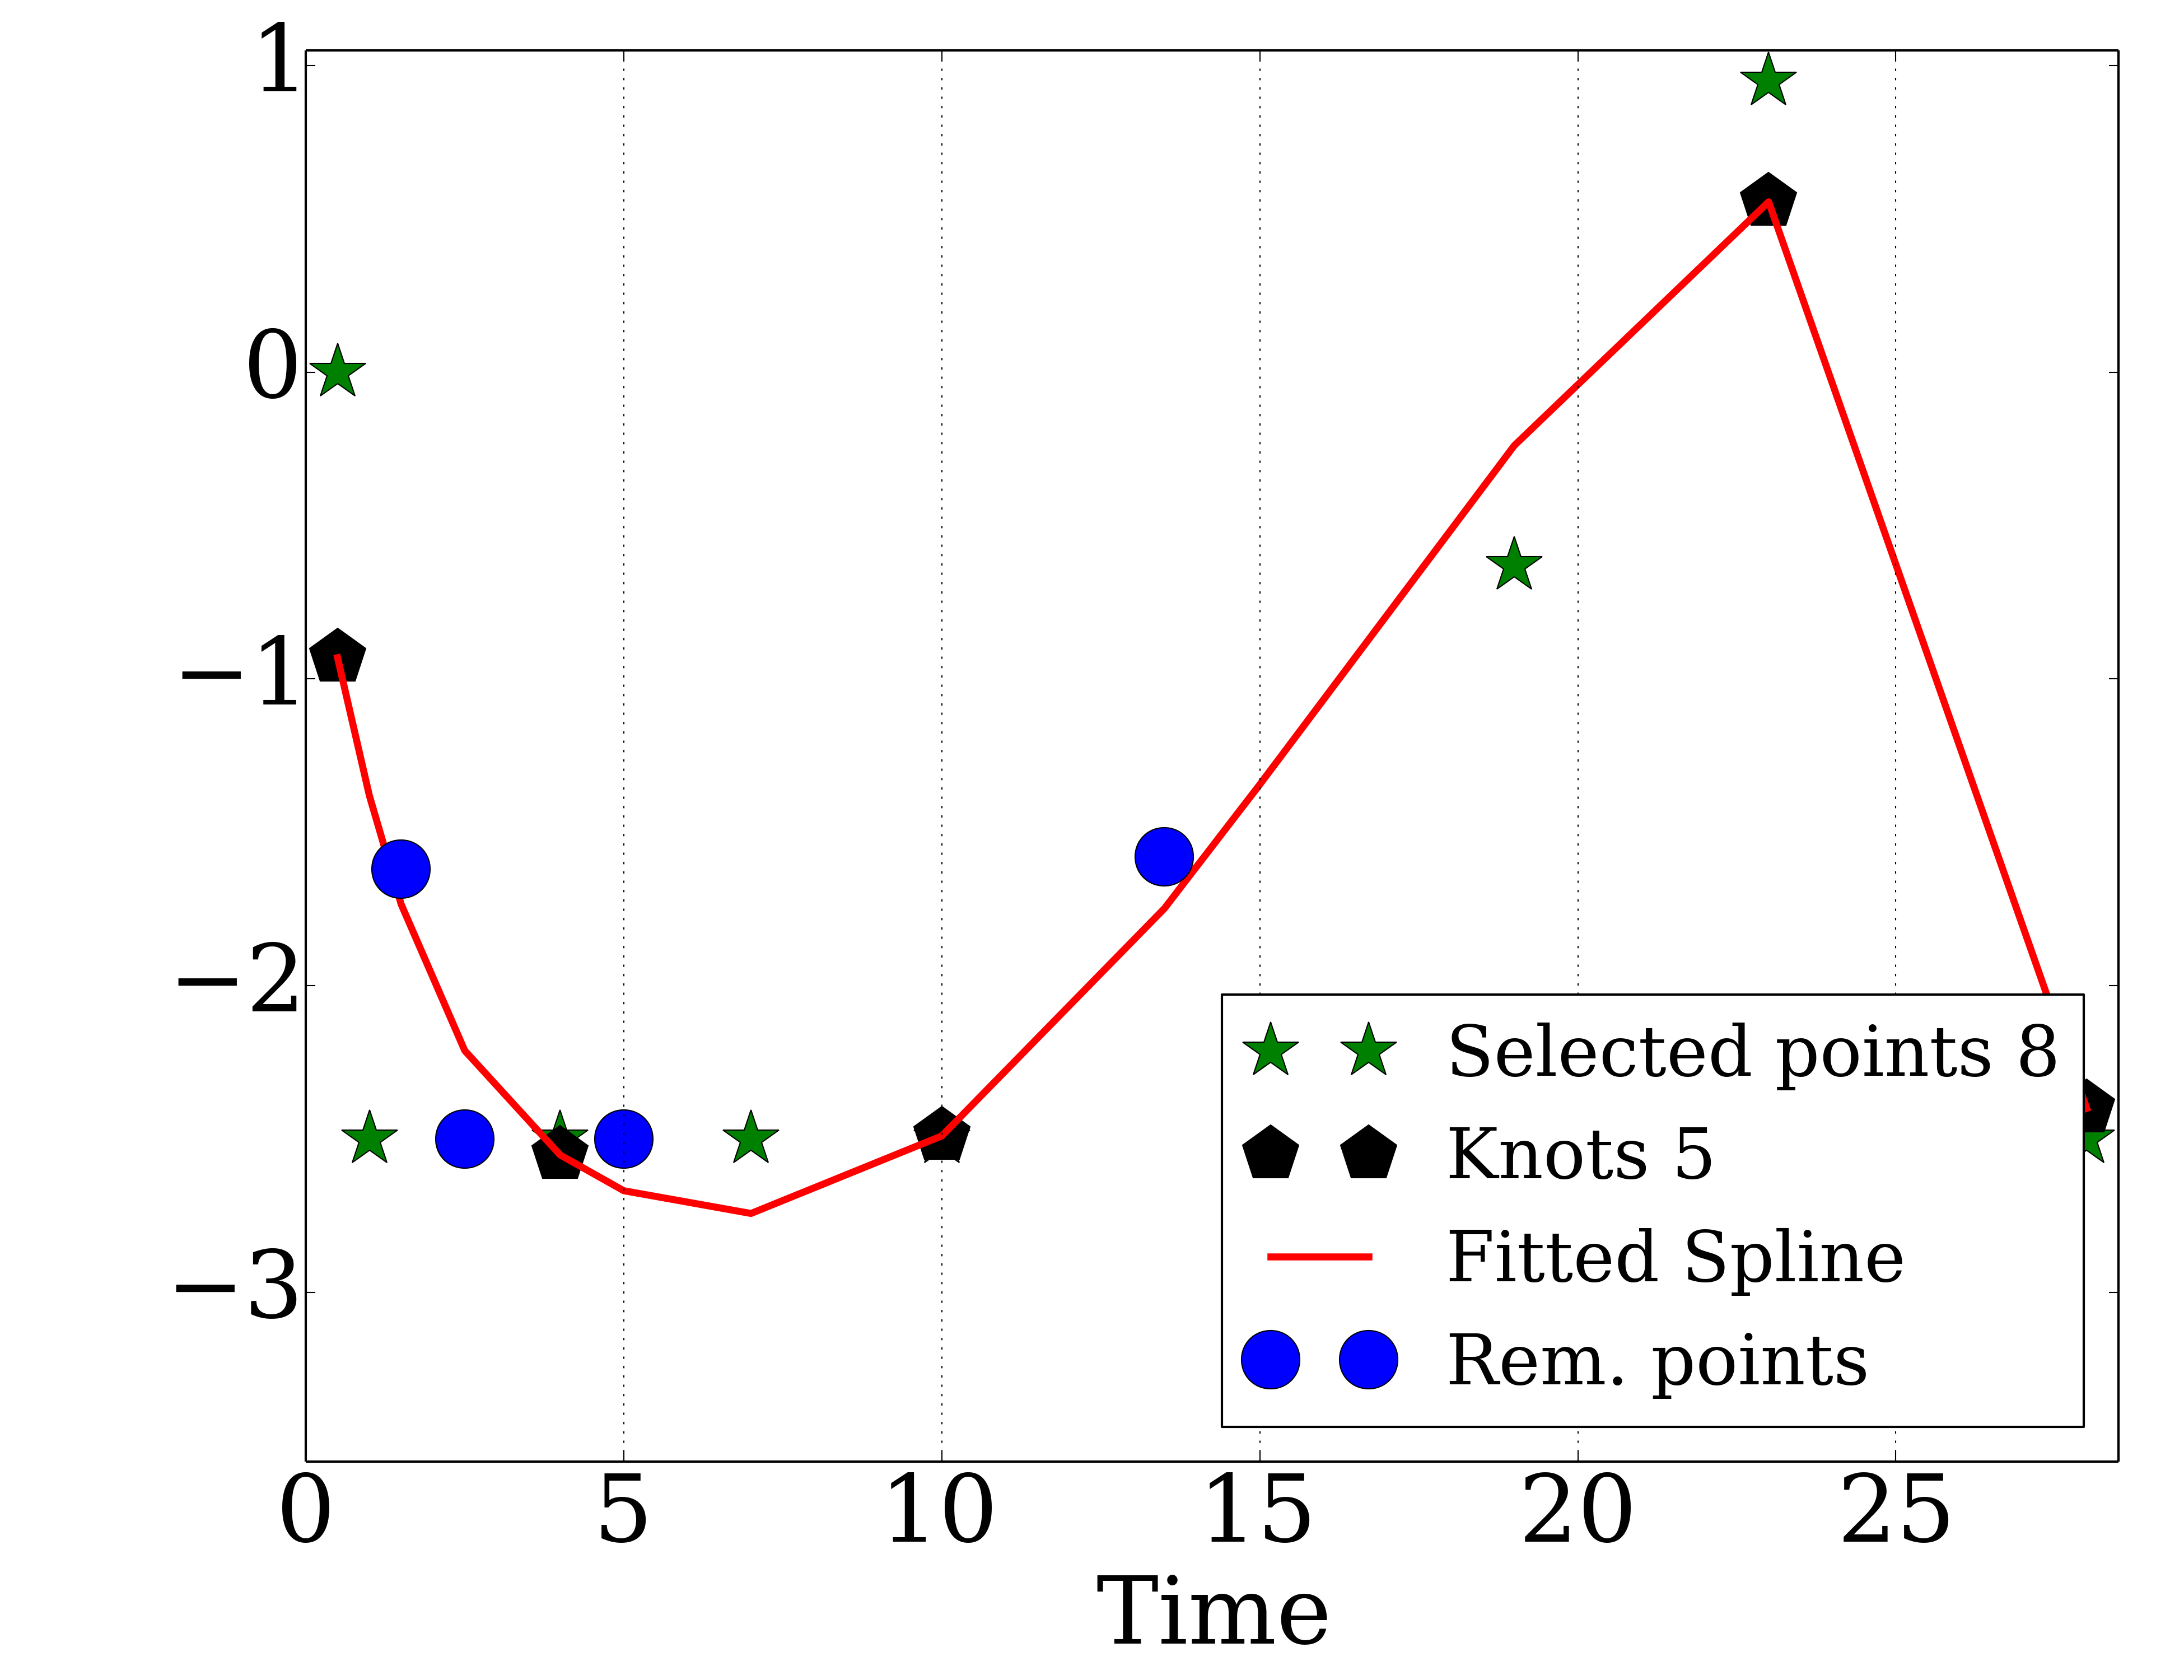 1
0
−1
−2
−3
0 5 10 15 20 25
Time
Selected points 8
Knots 5
Fitted Spline
Rem. points